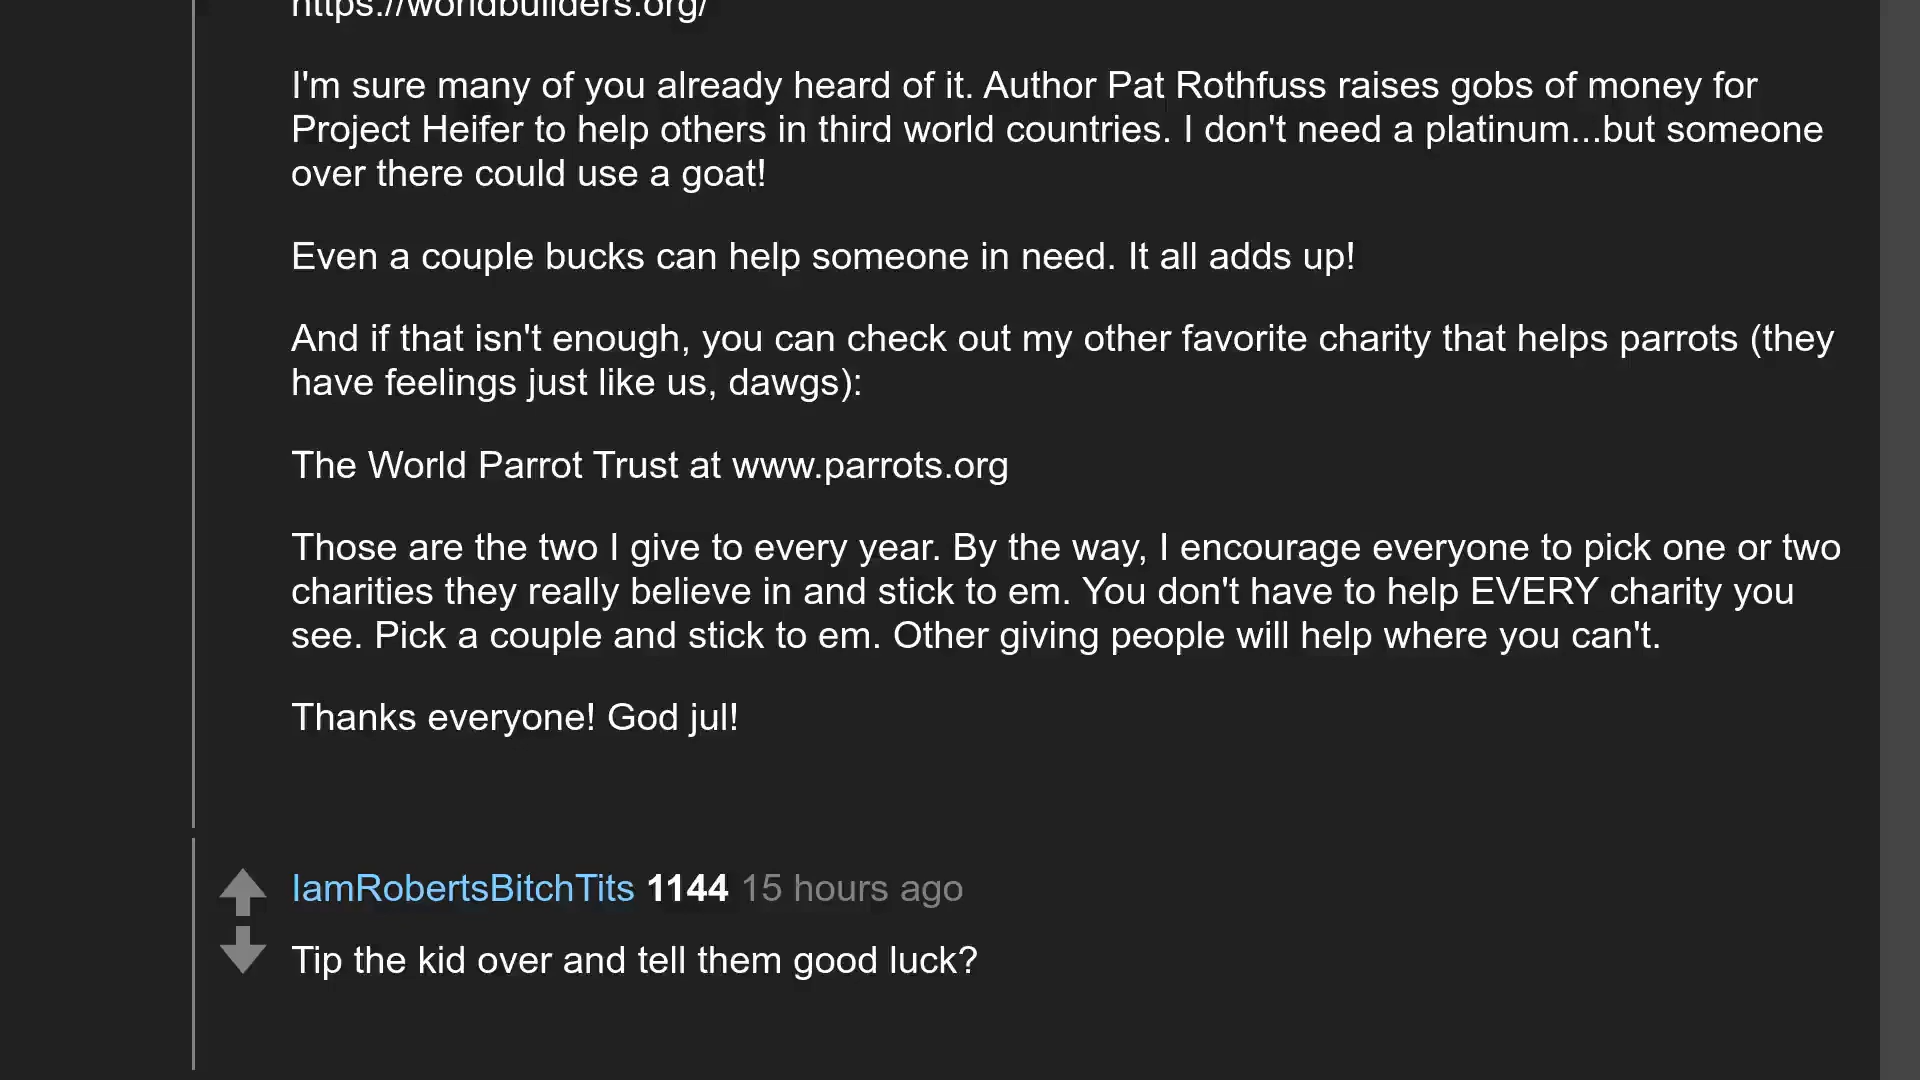 https://worldbuilders.org/
I'm sure many of you already heard of it. Author Pat Rothfuss raises gobs of money for
Project Heifer to help others in third world countries. I don't need a platinum...but someone
over there could use a goat!
Even a couple bucks can help someone in need. It all adds up!
And if that isn't enough, you can check out my other favorite charity that helps parrots (they
have feelings just like us, dawgs):
The World Parrot Trust at www.parrots.org
Those are the two I give to every year. By the way, I encourage everyone to pick one or two
charities they really believe in and stick to em. You don't have to help EVERY charity you
see. Pick a couple and stick to em. Other giving people will help where you can't.
Thanks everyone! God jul!
IamRobertsBitchTits 1144 15 hours ago
Tip the kid over and tell them good luck?